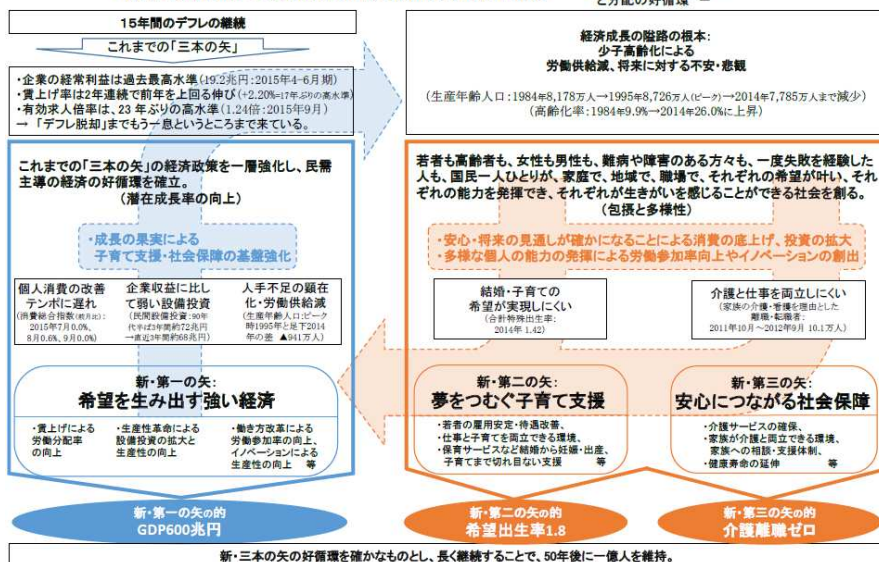 と分配の好循環 ー
15年間のデフレの継続
これまでの「三本の矢」
・企業の経常利益は過去最高水準(19.2兆円:2015年4-6月期)
・賃上げ率は2年連続で前年を上回る伸び(+2.20%=17年ぶりの高水準)
・有効求人倍率は、23年ぶりの高水準(1.24倍:2015年9月)
→ 「デフレ脱却」までもう一息というところまで来ている。
経済成長の隘路の根本:
少子高齢化による
労働供給減、将来に対する不安・悲観
(生産年齢人口:1984年8,178万人→1995年8,726万人(ピーク)→2014年7,785万人まで減少)
(高齢化率:1984年9.9%→2014年26.0%に上昇)
これまでの「三本の矢」の経済政策を一層強化し、民需
主導の経済の好循環を確立。
(潜在成長率の向上)
・成長の果実による
子育て支援・社会保障の基盤強化
個人消費の改善
テンポに遅れ
(消費総合指数(前月比):
2015年7月0.0%、
8月0.6%、9月0.0%)
企業収益に比し
て弱い設備投資
(民間設備投資:90年
代半ば3年間約72兆円
→直近3年間約68兆円)
人手不足の顕在
化・労働供給減
(生産年齢人口:ピーク
時1995年と足下2014
年の差 ▲941万人)
新・第一の矢:
希望を生み出す強い経済
・賃上げによる
労働分配率
の向上
・生産性革命による
設備投資の拡大と
生産性の向上
・働き方改革による
労働参加率の向上、
イノベーションによる
生産性の向上 等
新・第一の矢の的
GDP600兆円
若者も高齢者も、女性も男性も、難病や障害のある方々も、一度失敗を経験した
人も、国民一人ひとりが、家庭で、地域で、職場で、それぞれの希望が叶い、それ
ぞれの能力を発揮でき、それぞれが生きがいを感じることができる社会を創る。
(包摂と多様性)
・安心・将来の見通しが確かになることによる消費の底上げ、投資の拡大
・多様な個人の能力の発揮による労働参加率向上やイノベーションの創出
結婚・子育ての
希望が実現しにくい
(合計特殊出生率:
2014年 1.42)
介護と仕事を両立しにくい
(家族の介護・看護を理由とした
離職・転職者:
2011年10月 ～2012年9月 10.1万人)
新・第二の矢:
夢をつむぐ子育て支援
・若者の雇用安定・待遇改善、
・仕事と子育てを両立できる環境、
・保育サービスなど結婚から妊娠・出産、
子育てまで切れ目ない支援 等
新・第三の矢:
安心につながる社会保障
・介護サービスの確保、
・家族が介護と両立できる環境、
家族への相談・支援体制、
・健康寿命の延伸 等
新・第二の矢の的
希望出生率1.8
新・第三の矢の的
介護離職ゼロ
新・三本の矢の好循環を確かなものとし、長く継続することで、50年後に一億人を維持。